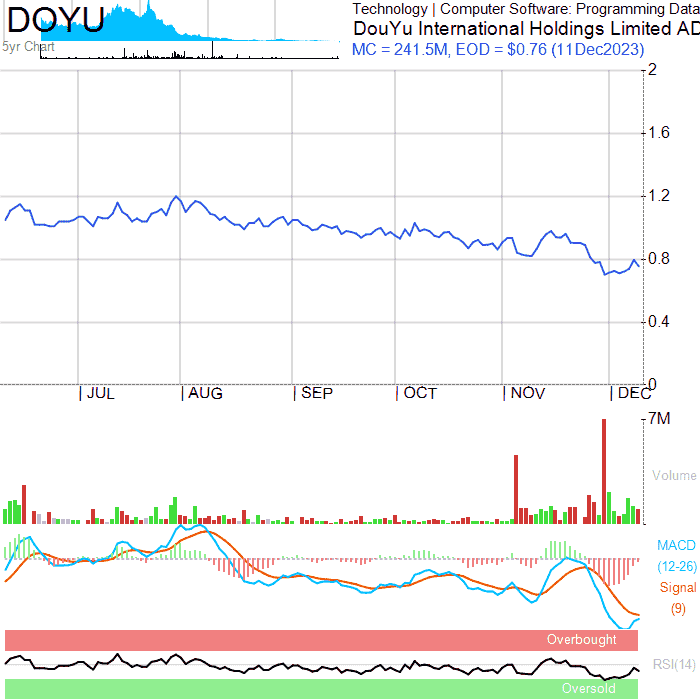 DOYU
5yr Chart
Technology | Computer Software: Programming Data
DouYu International Holdings Limited AD
MC = 241.5M, EOD = $0.76 (11Dec2023)
2
1.6
1.2
0.8
0.4
0
JUL AUG SEP OCT NOV DEC
7M
Volume
MACD
(12-26)
Signal
(9)
Overbought
RSI(14)
Oversold